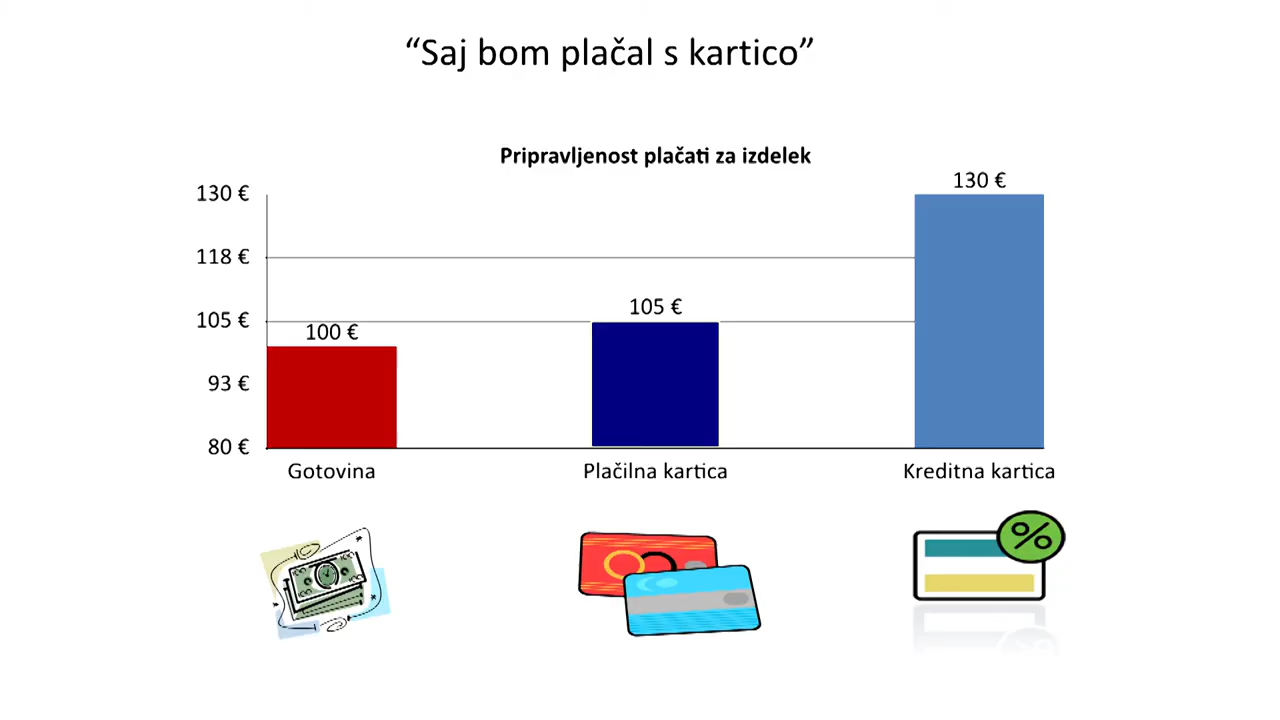 “Saj bom plačal s kartico”
Pripravljenost plačati za izdelek
130 €
118 €
105 €
93 €
80 €
100 €
105 €
130 €
Gotovina
Plačilna kartica
Kreditna kartica
%